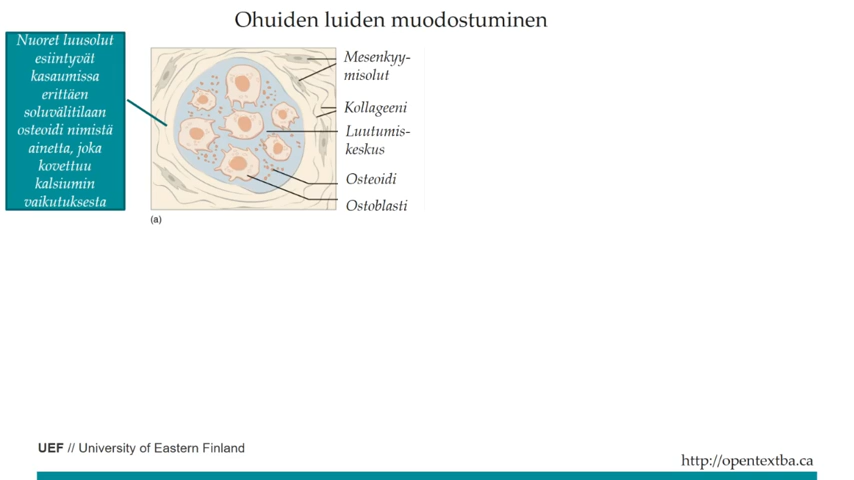 Ohuiden luiden muodostuminen
Nuoret luusolut
esiintyvät
kasaumissa
erittäen
soluvälitilaan
osteoidi nimistä
ainetta, joka
kovettuu
kalsiumin
vaikutuksesta
Mesenkyy-
misolut
Kollageeni
Luutumis-
keskus
Osteoidi
Ostoblasti
(a)
UEF // University of Eastern Finland
http://opentextba.ca